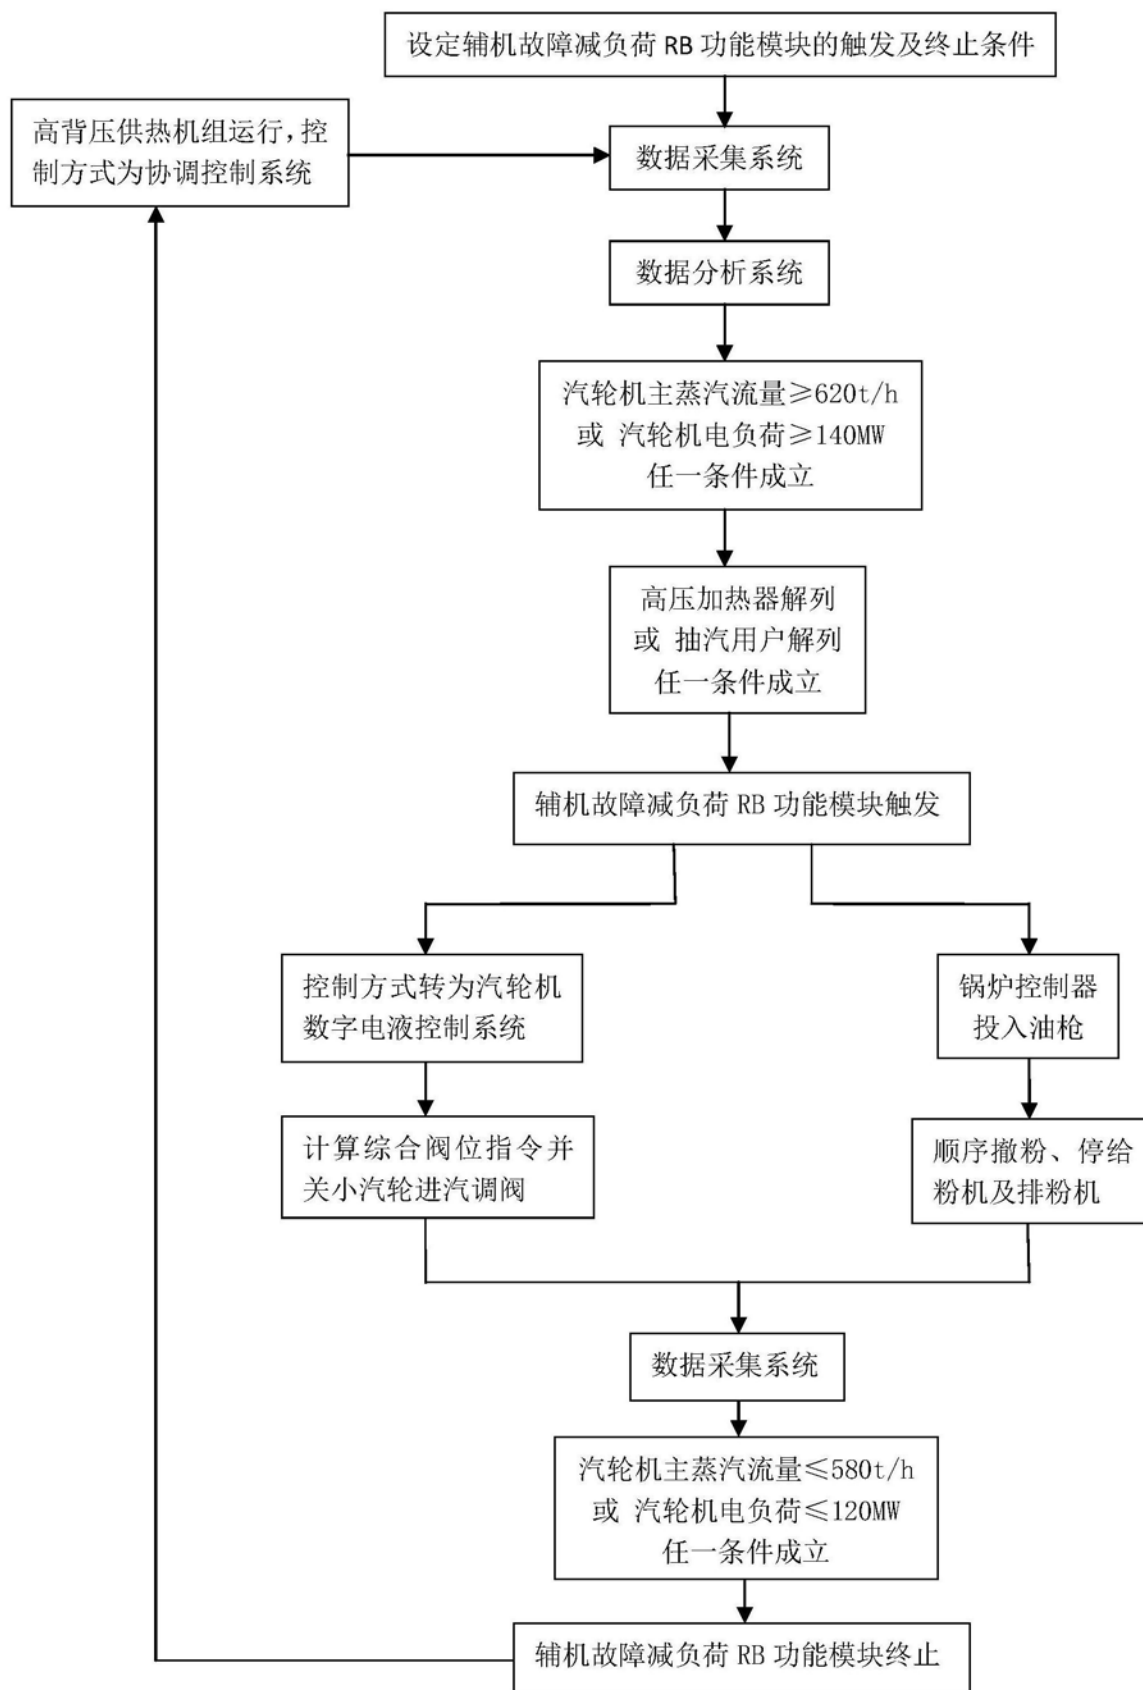 设定辅机故障减负荷 RB 功能模块的触发及终止条件
高背压供热机组运行，控
制方式为协调控制系统
数据采集系统
数据分析系统
汽轮机主蒸汽流量≥620t/h
或 汽轮机电负荷≥140MW
任一条件成立
高压加热器解列
或 抽汽用户解列
任一条件成立
辅机故障减负荷 RB 功能模块触发
控制方式转为汽轮机
数字电液控制系统
锅炉控制器
投入油枪
计算综合阀位指令并
关小汽轮进汽调阀
顺序撤粉、停给
粉机及排粉机
数据采集系统
汽轮机主蒸汽流量≤580t/h
或 汽轮机电负荷≤120MW
任一条件成立
辅机故障减负荷 RB 功能模块终止